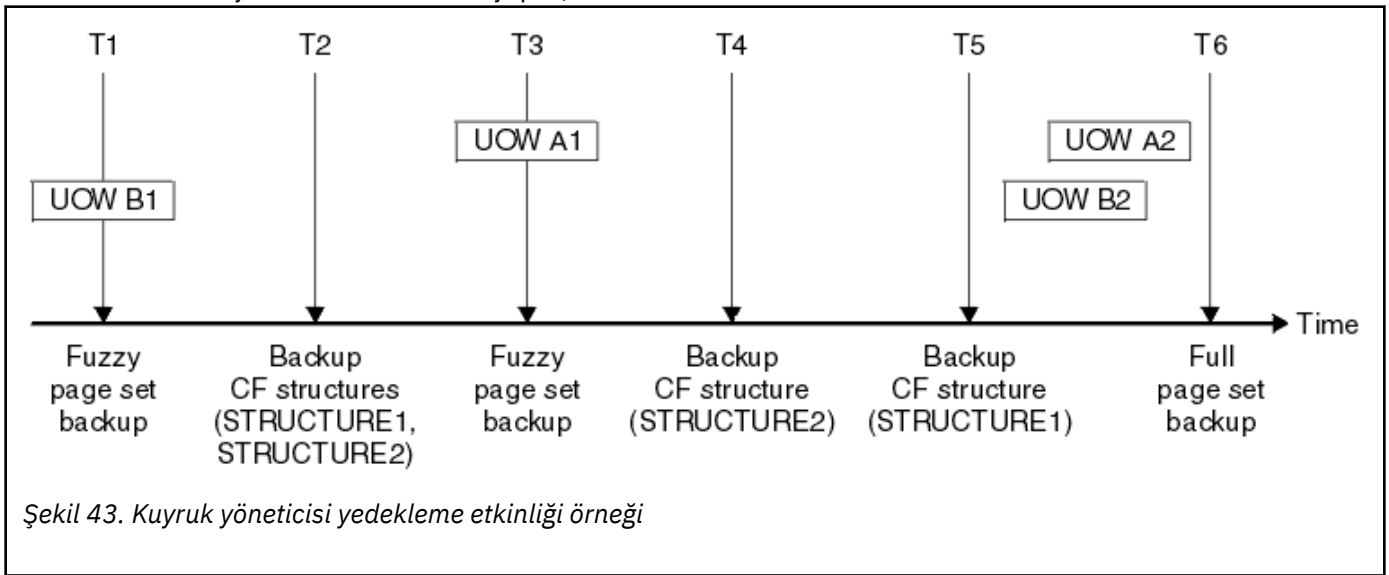 T1 T2 T3 T4 T5 T6
UOW A1 UOW A2
UOW B1 UOW B2
Time
Fuzzy
page set
backup
Backup
CF structures
(STRUCTURE1,
STRUCTURE2)
Fuzzy
page set
backup
Backup
CF structure
(STRUCTURE2)
Backup
CF structure
(STRUCTURE1)
Full
page set
backup
Şekil 43. Kuyruk yöneticisi yedekleme etkinliği örneği